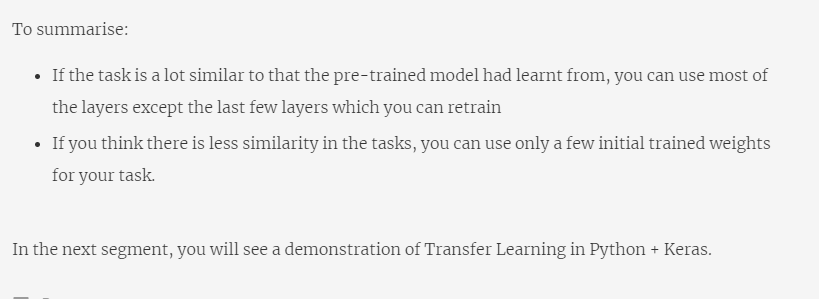 To summarise:
• If the task is a lot similar to that the pre-trained model had learnt from, you can use most of
the layers except the last few layers which you can retrain
• If you think there is less similarity in the tasks, you can use only a few initial trained weights
for your task.
In the next segment, you will see a demonstration of Transfer Learning in Python + Keras.